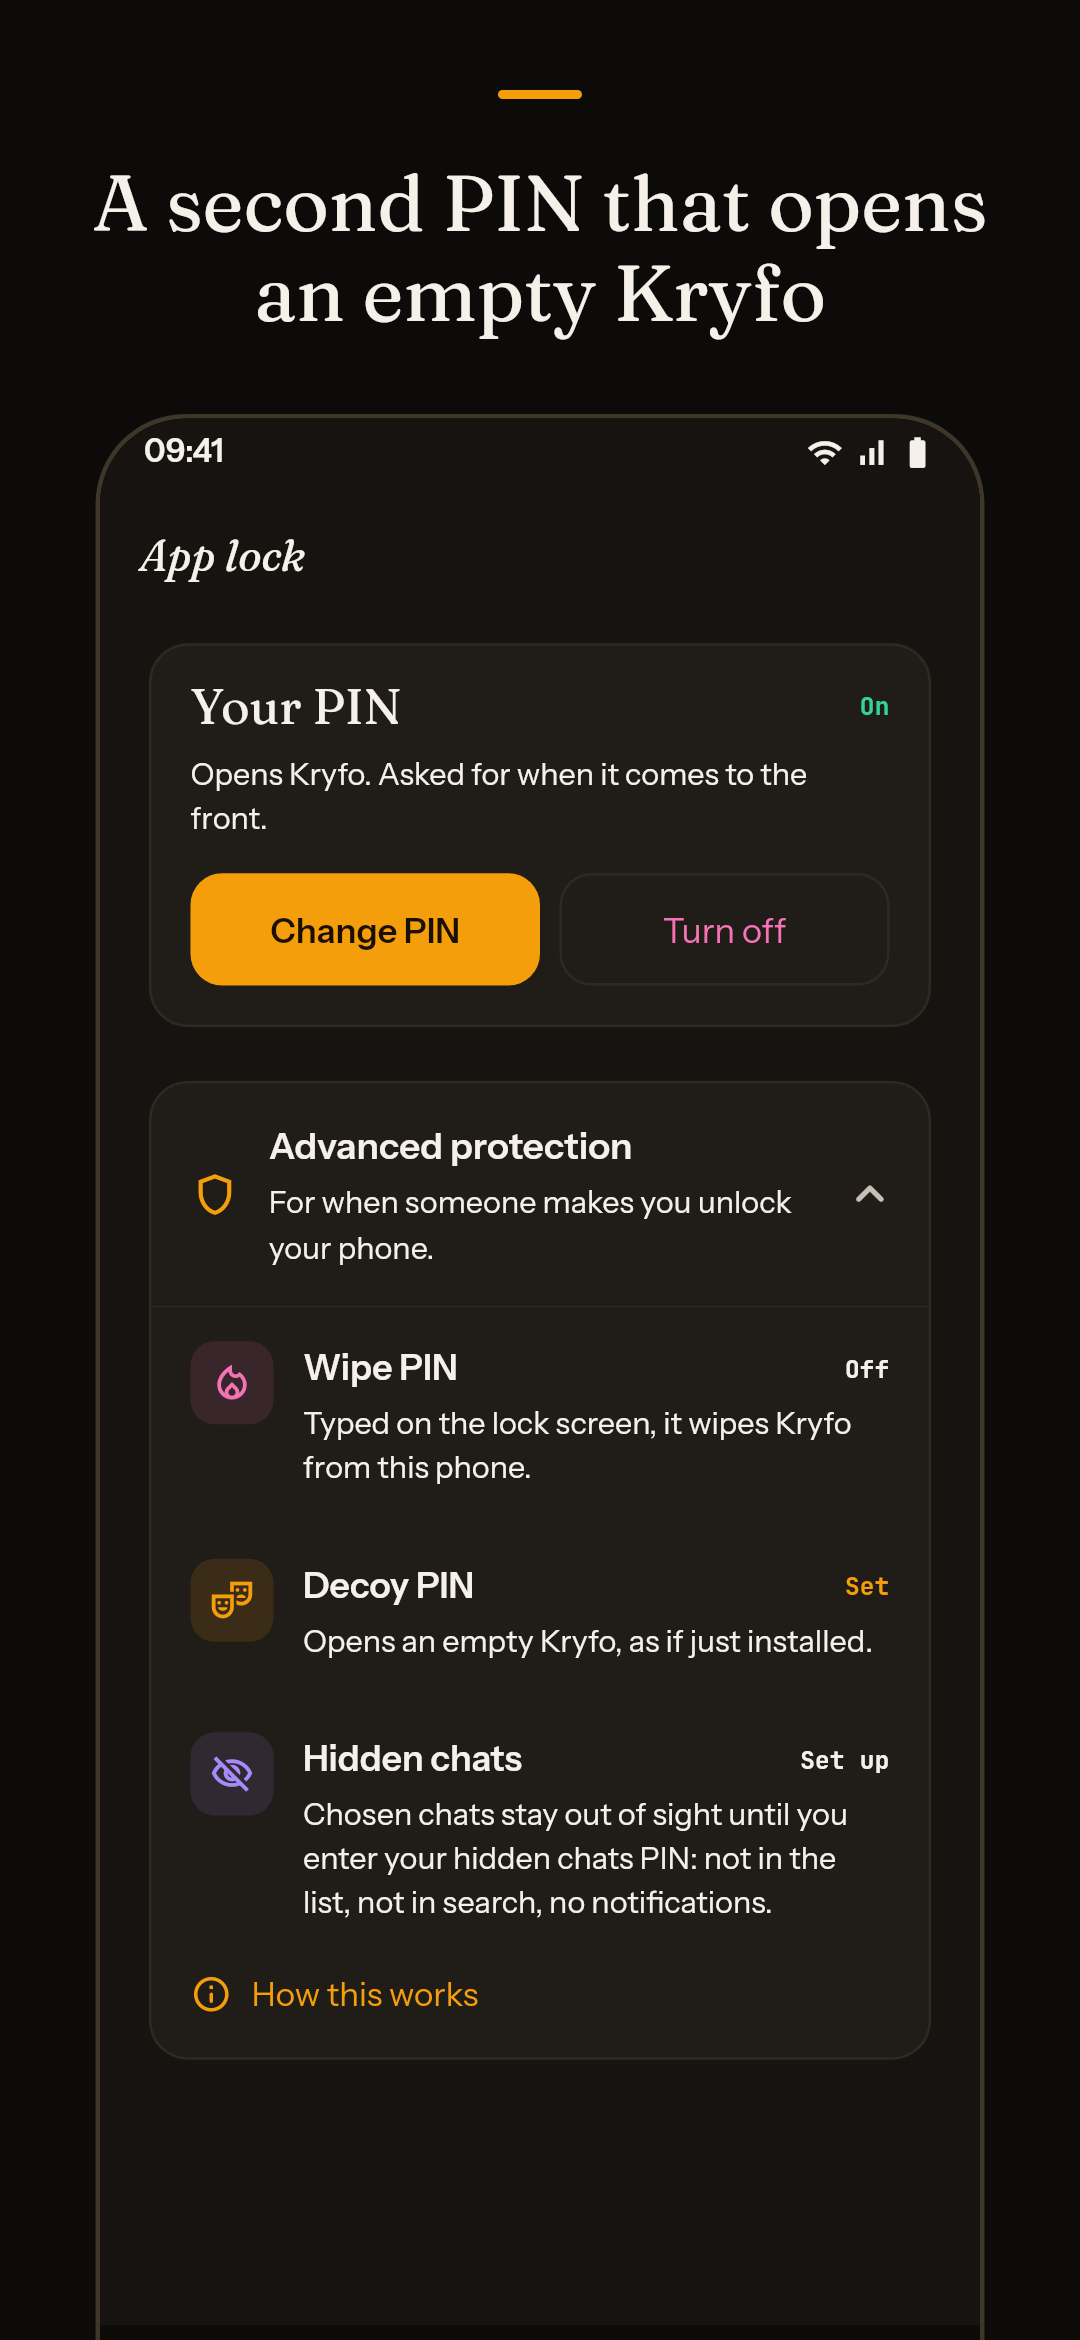 A second PIN that opens
an empty Kryfo
09:41
App lock
Your PIN
On
Opens Kryfo. Asked for when it comes to the
front.
Change PIN
Turn off
Advanced protection
For when someone makes you unlock
your phone.
Wipe PIN
Off
Typed on the lock screen, it wipes Kryfo
from this phone.
Decoy PIN
Set
Opens an empty Kryfo, as if just installed.
Hidden chats
Set up
Chosen chats stay out of sight until you
enter your hidden chats PIN: not in the
list, not in search, no notifications.
How this works